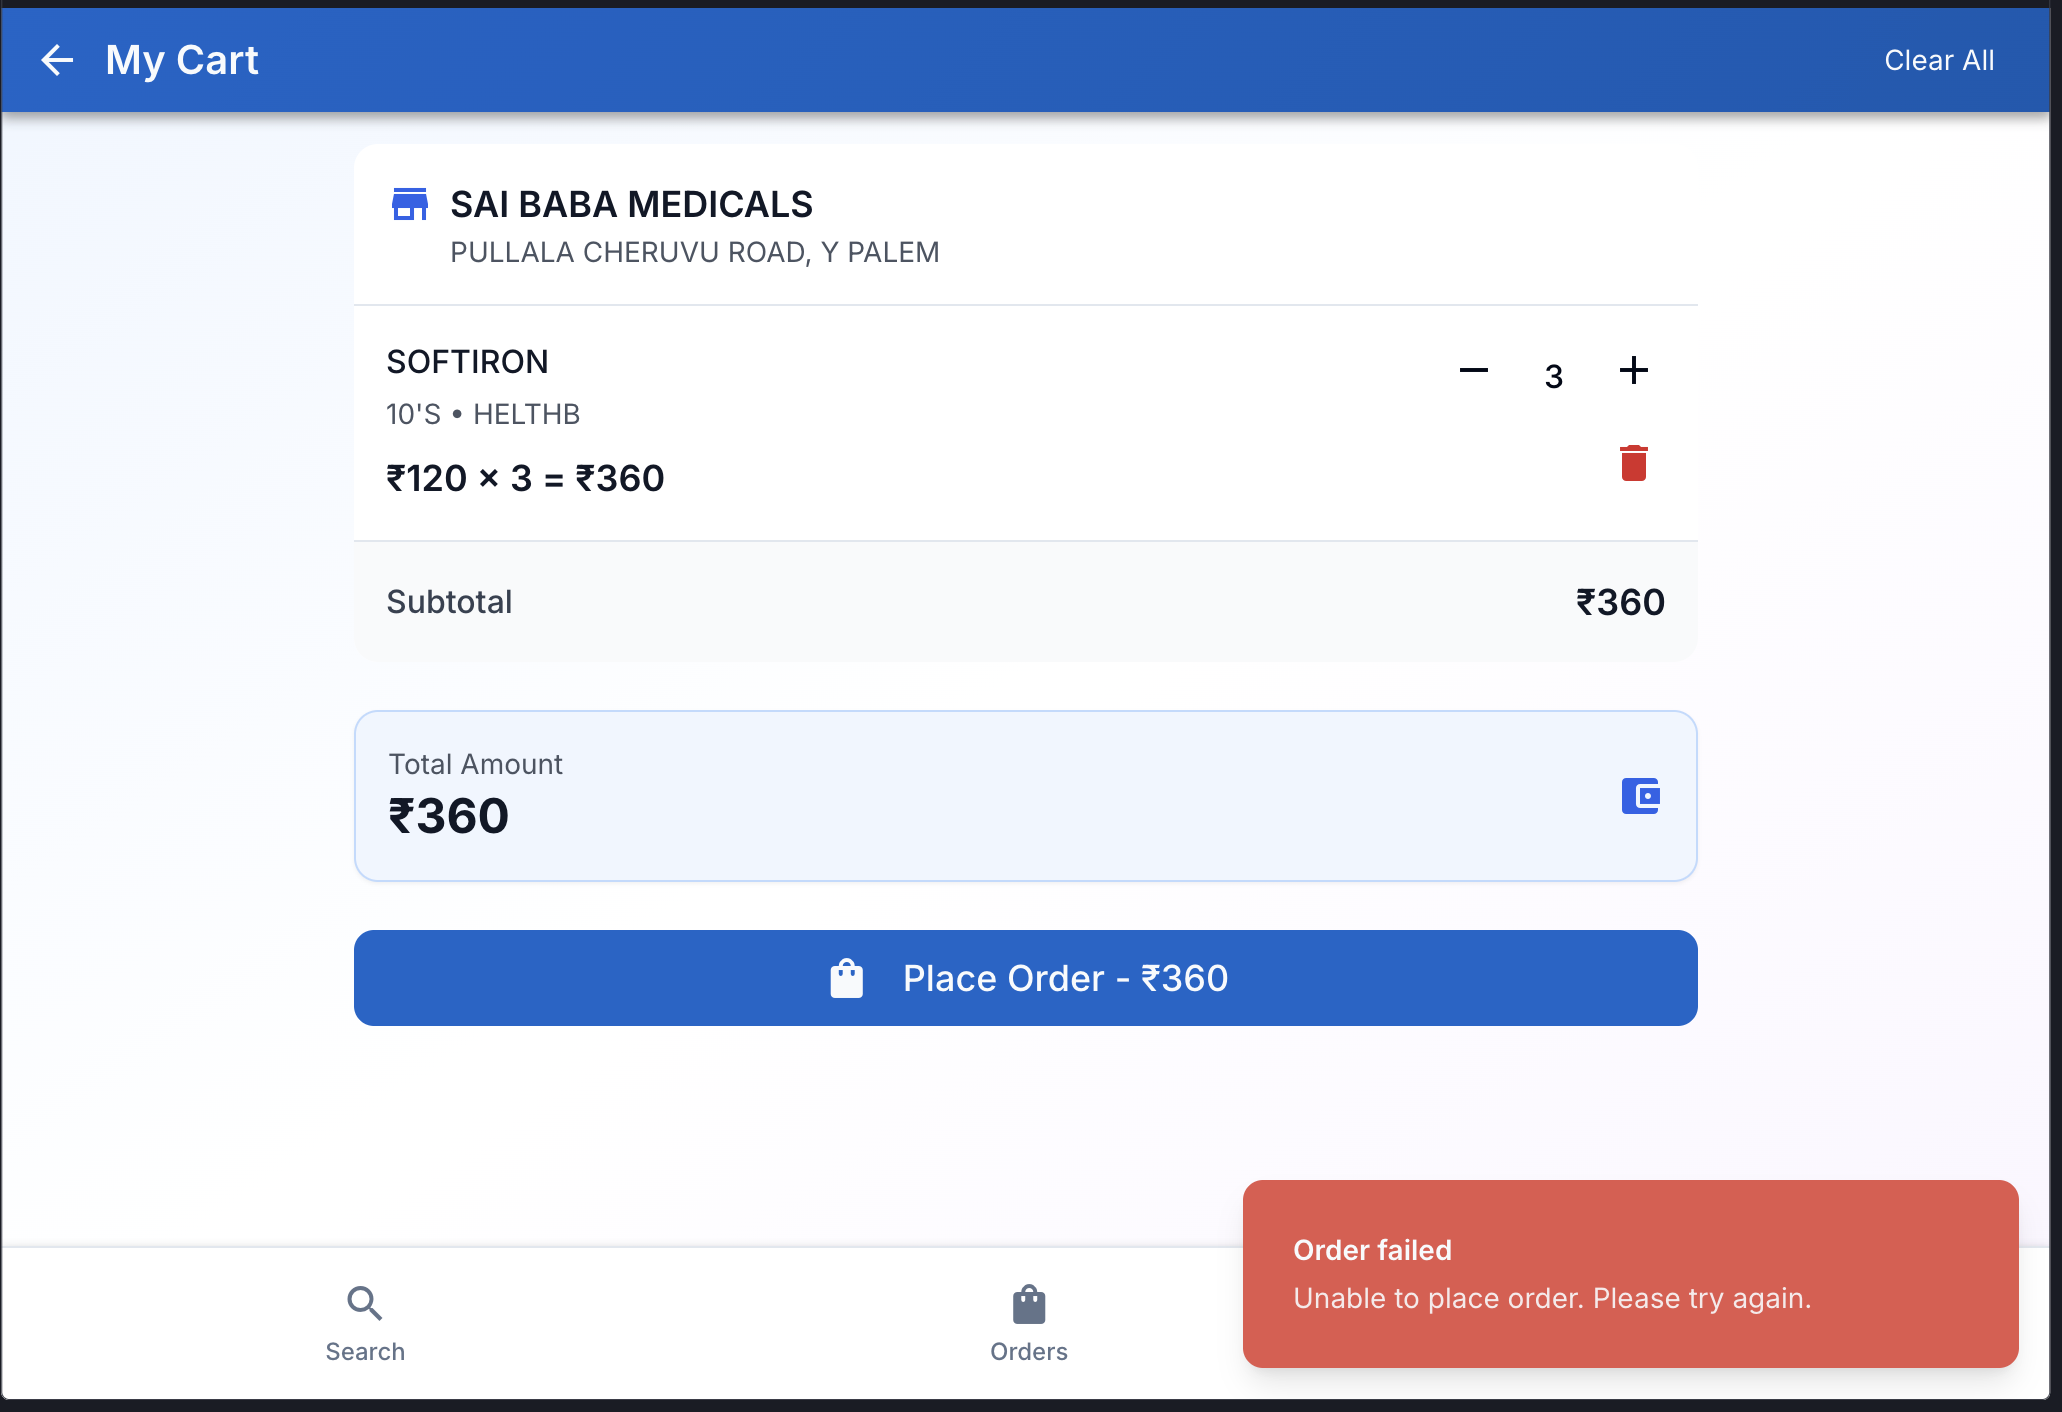 My Cart
Clear All
SAI BABA MEDICALS
PULLALA CHERUVU ROAD, Y PALEM
SOFTIRON
3
10'S • HELTHB
₹120 × 3 = ₹360
Subtotal
₹360
Total Amount
₹360
Place Order - ₹360
Order failed
Unable to place order. Please try again.
Search
Orders